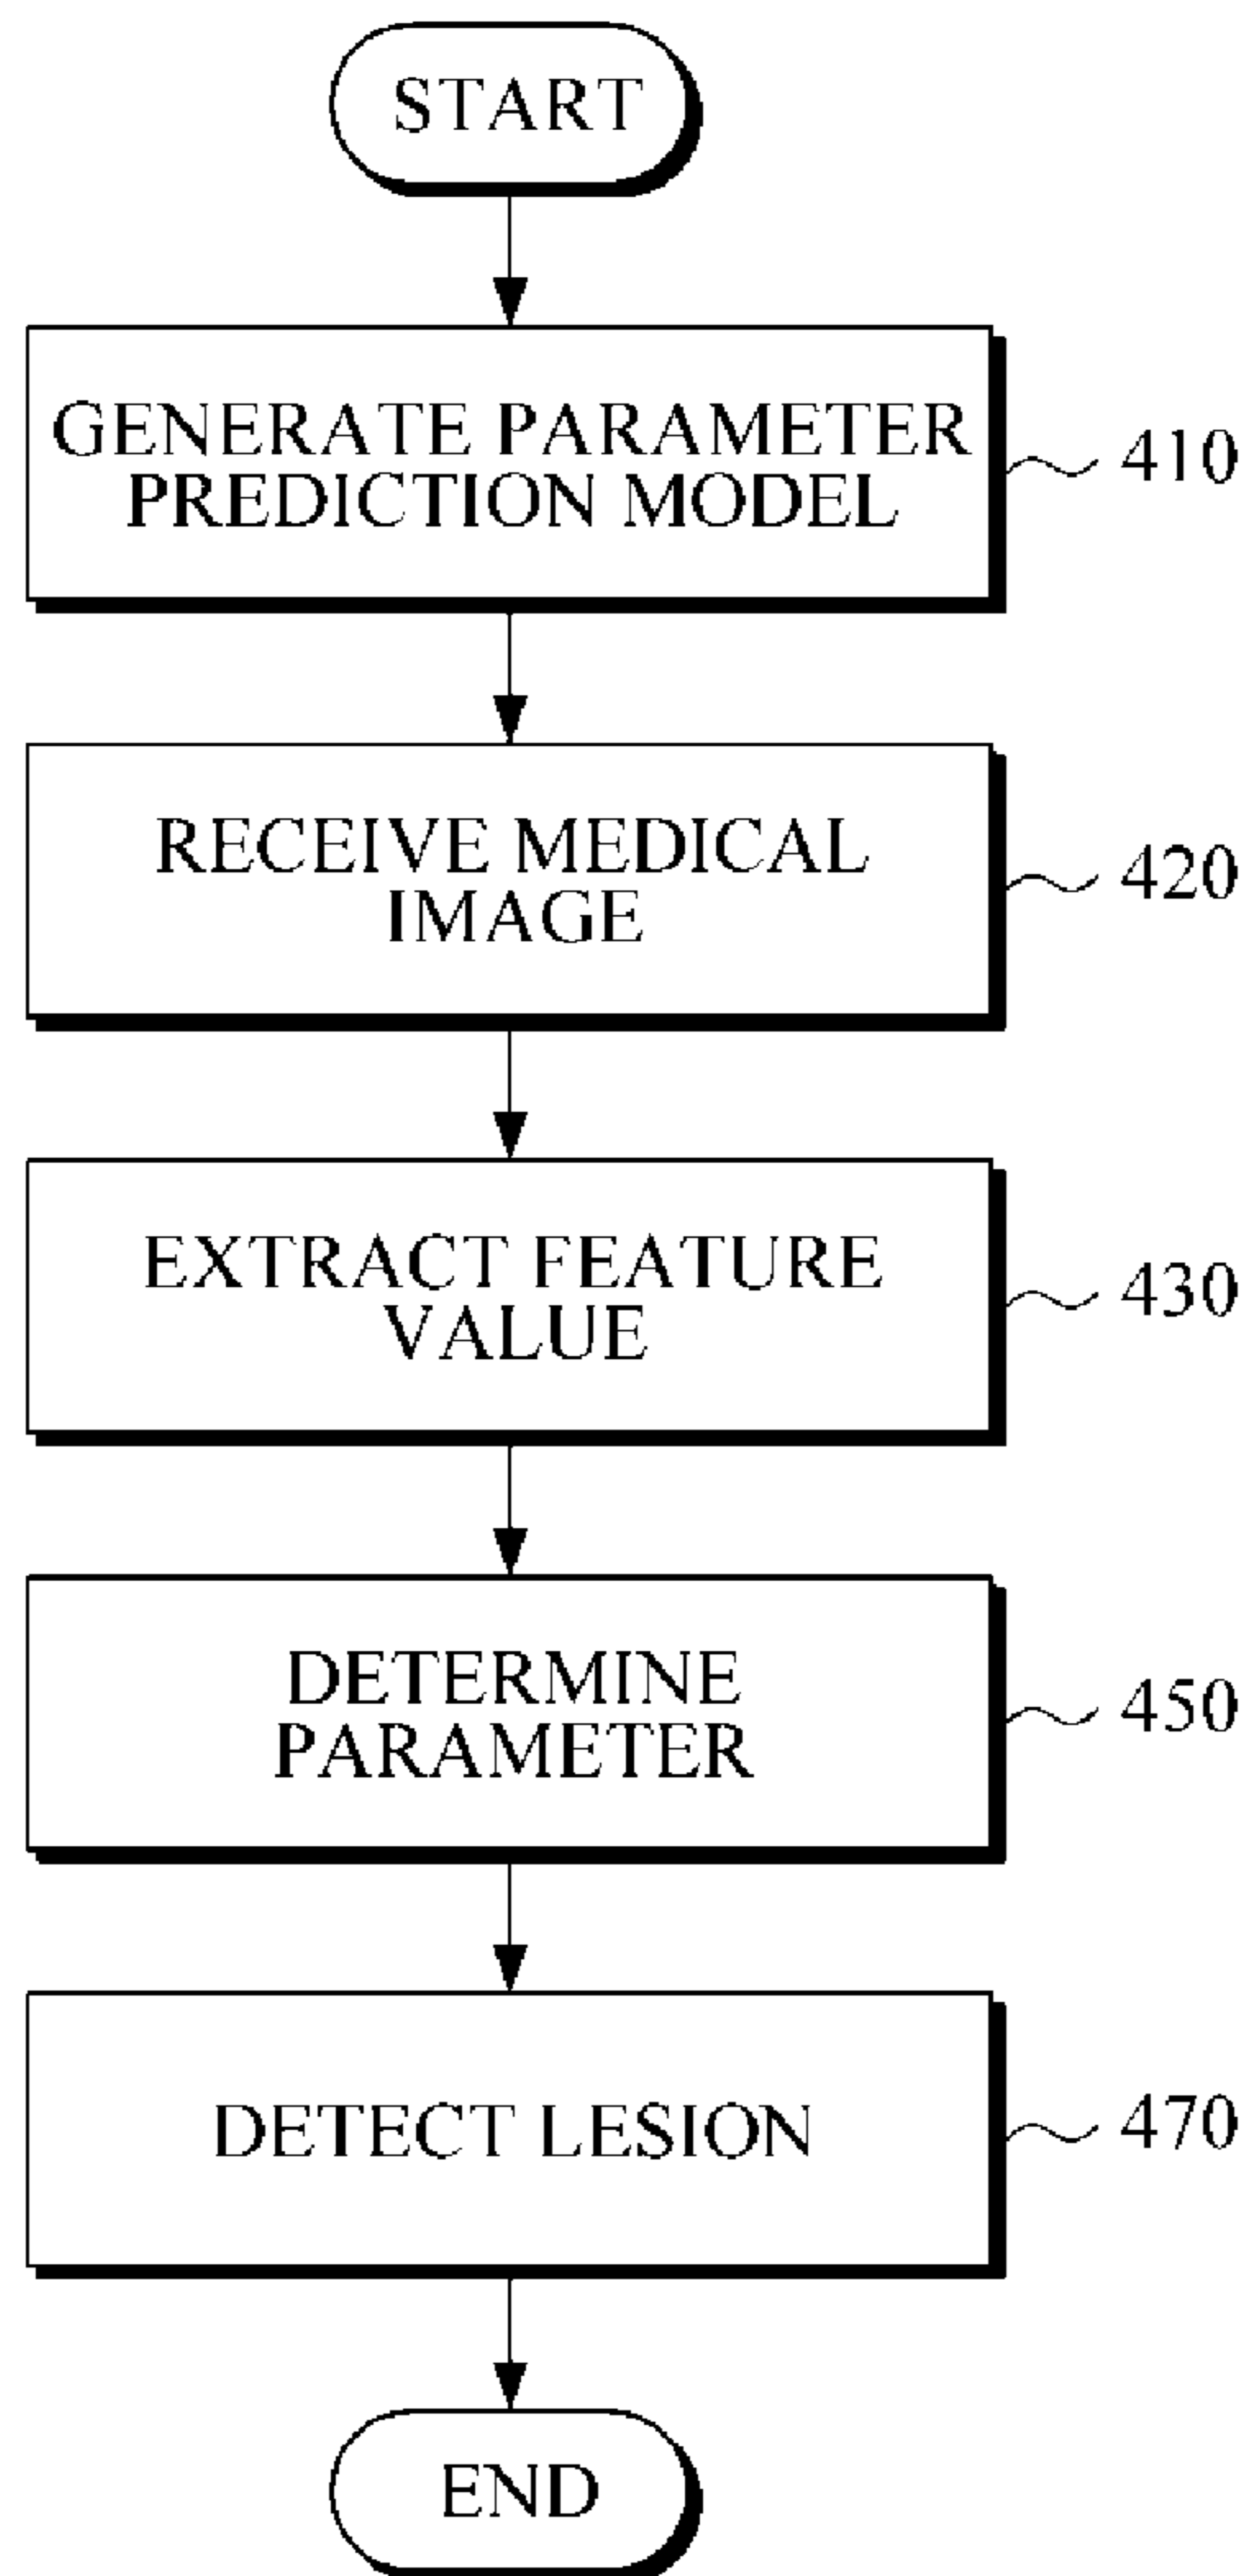 START
GENERATE PARAMETER
PREDICTION MODEL
410
RECEIVE MEDICAL
IMAGE
420
EXTRACT FEATURE
VALUE
430
DETERMINE
PARAMETER
450
DETECT LESION
470
END